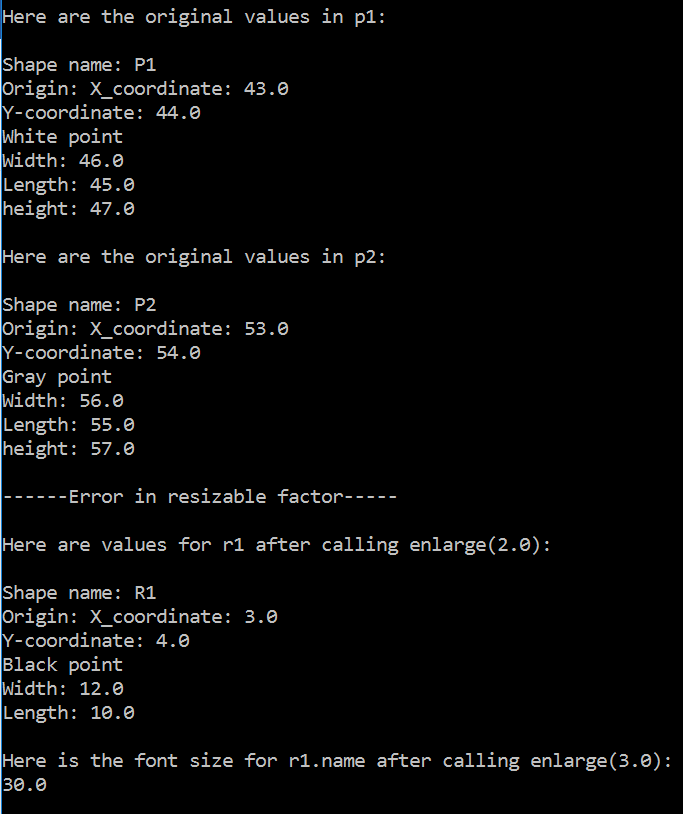 Here are the original values in p1:
Shape name: P1
Origin: X_coordinate: 43.0
Y-coordinate: 44.0
White point
Width: 46.0
Length: 45.0
height: 47.0
Here are the original values in p2:
Shape name: P2
Origin: X_coordinate: 53.0
Y-coordinate: 54.0
Gray point
Width: 56.0
Length: 55.0
height: 57.0
------Error in resizable factor-----
Here are values for r1 after calling enlarge(2.0):
Shape name: R1
Origin: X_coordinate: 3.0
Y-coordinate: 4.0
Black point
Width: 12.0
Length: 10.0
Here is the font size for r1.name after calling enlarge(3.0):
30.0